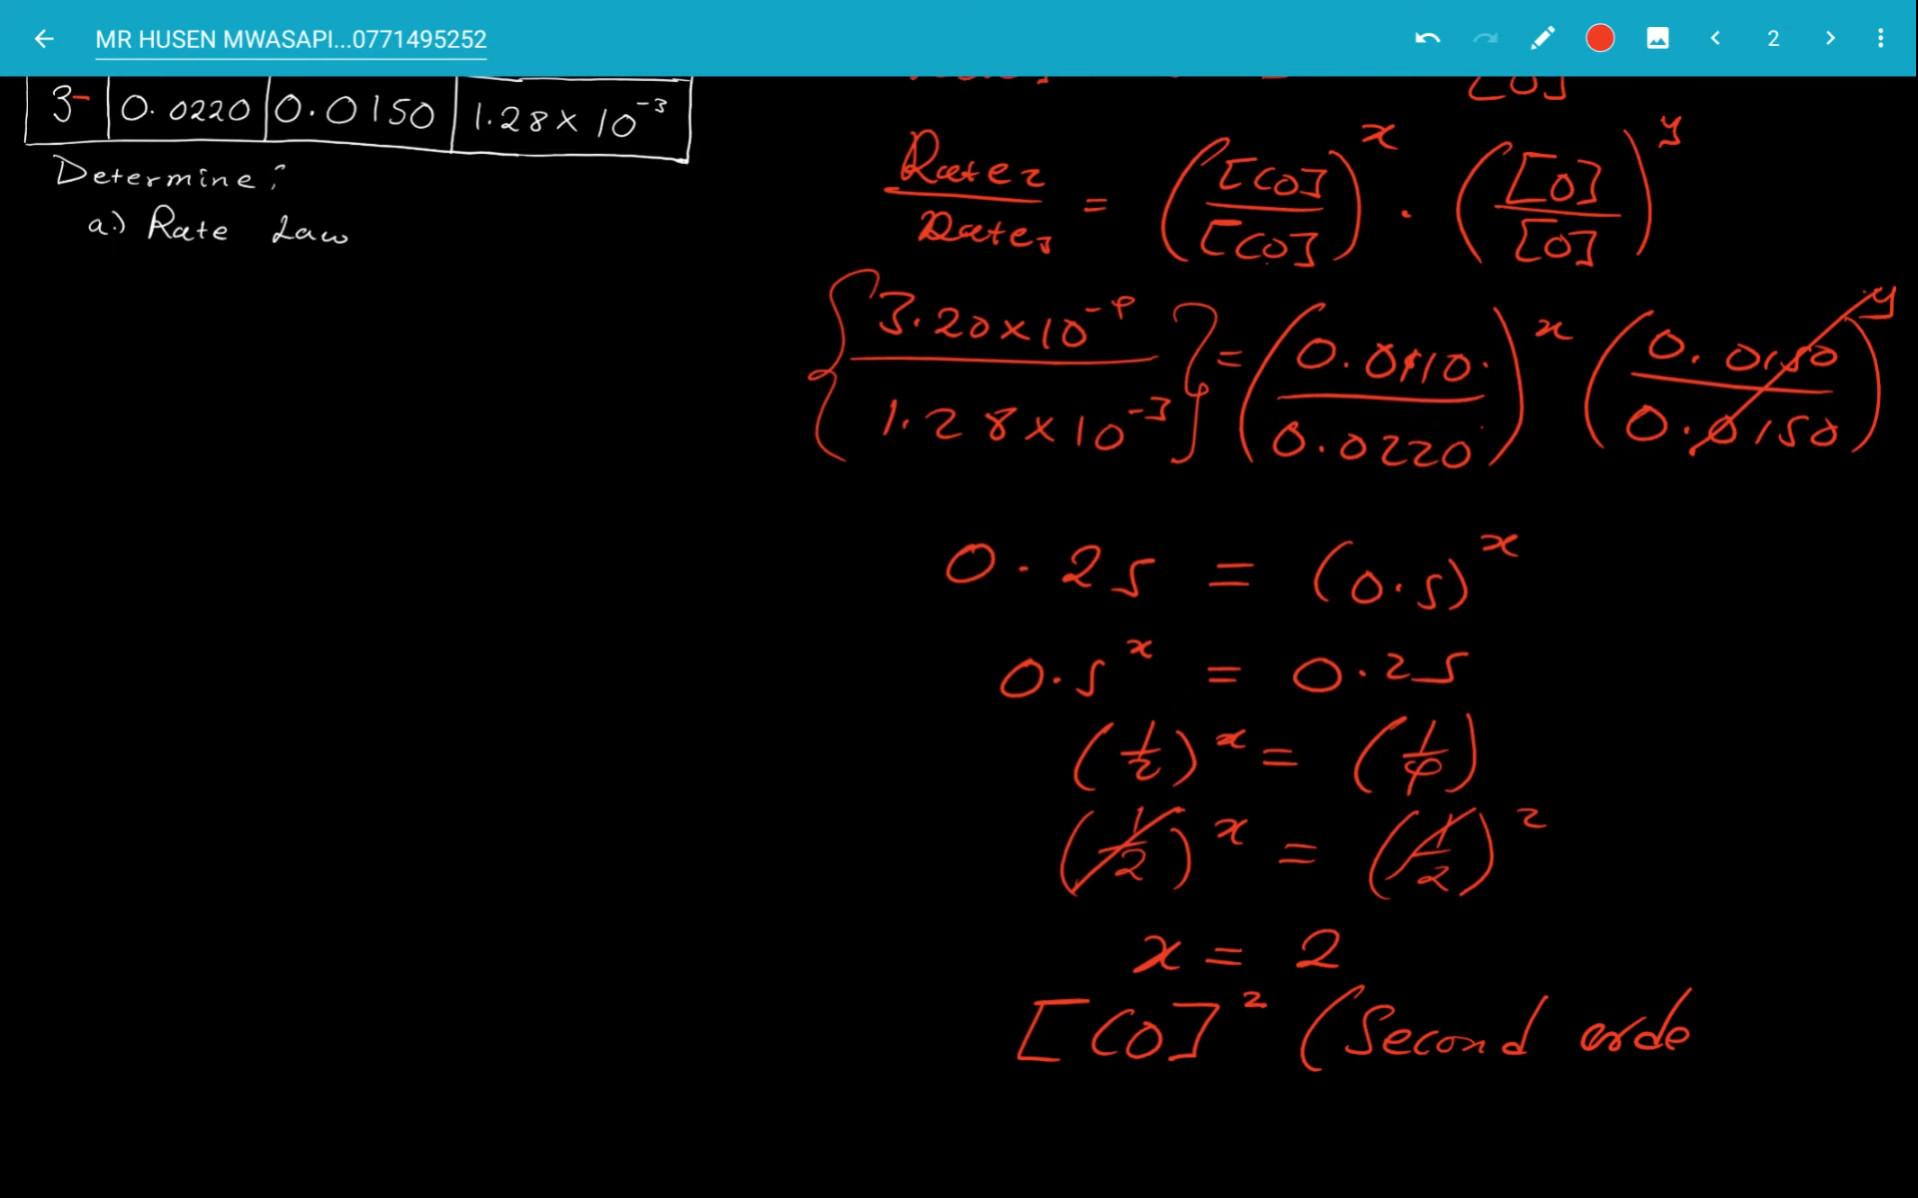 MR HUSEN MWASAPI...0771495252
2
3 0.0220 0.0150 1.28 × 10⁻³
Determine:
a.) Rate Law
[O]
Rate₂ / Rate₃ = ([CO] / [CO])ˣ · ([O] / [O])ʸ
{3.20×10⁻⁴ / 1.28×10⁻³} = (0.0110 / 0.0220)ˣ (0.0150 / 0.0150)ʸ
0.25 = (0.5)ˣ
0.5ˣ = 0.25
(1/2)ˣ = (1/4)
(1/2)ˣ = (1/2)²
x = 2
[CO]² (Second orde